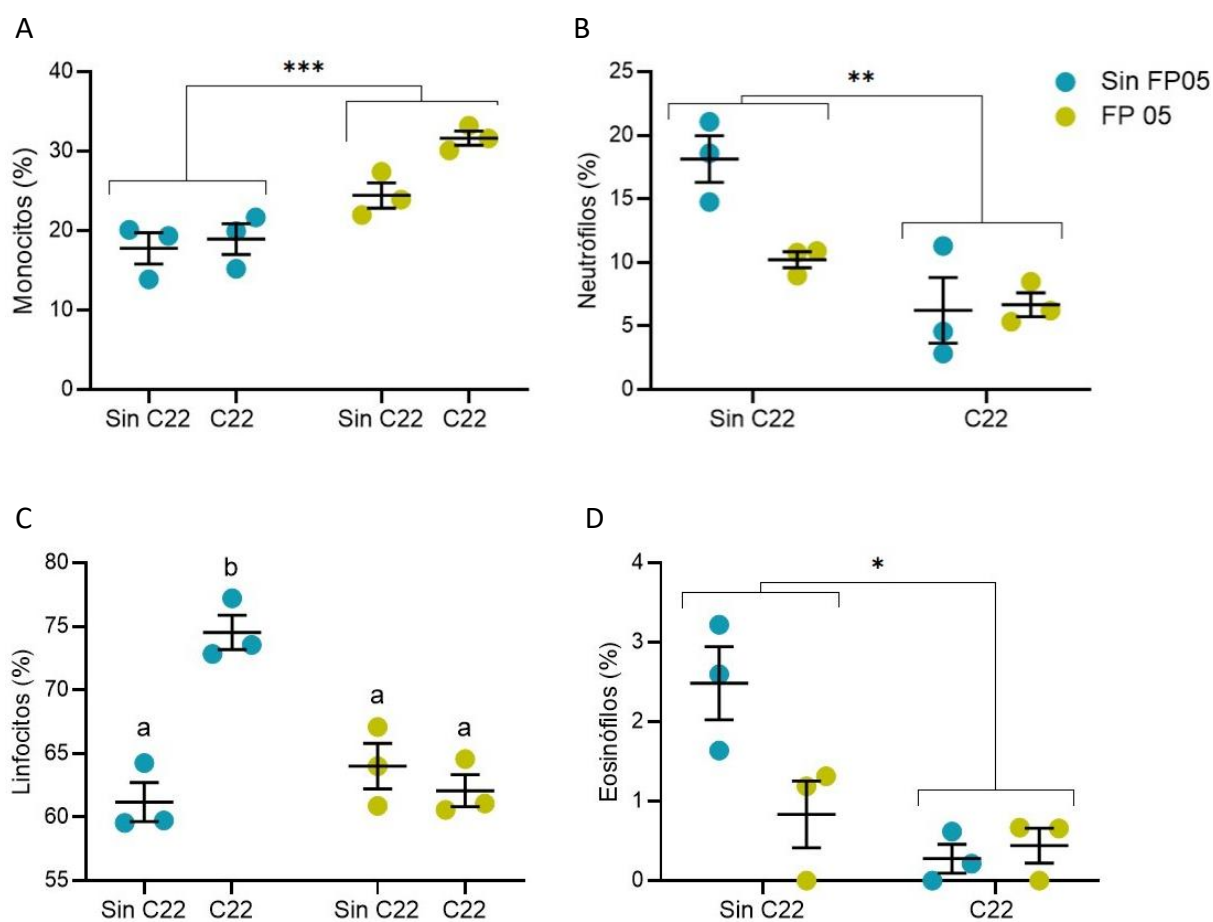 A
Monocitos (%)
40
30
20
10
0
***
Sin C22 C22 Sin C22 C22
B
Neutrófilos (%)
25
20
15
10
5
0
**
Sin C22 C22
Sin FP05
FP 05
C
Linfocitos (%)
80
75
70
65
60
55
a b a a
Sin C22 C22 Sin C22 C22
D
Eosinófilos (%)
4
3
2
1
0
*
Sin C22 C22